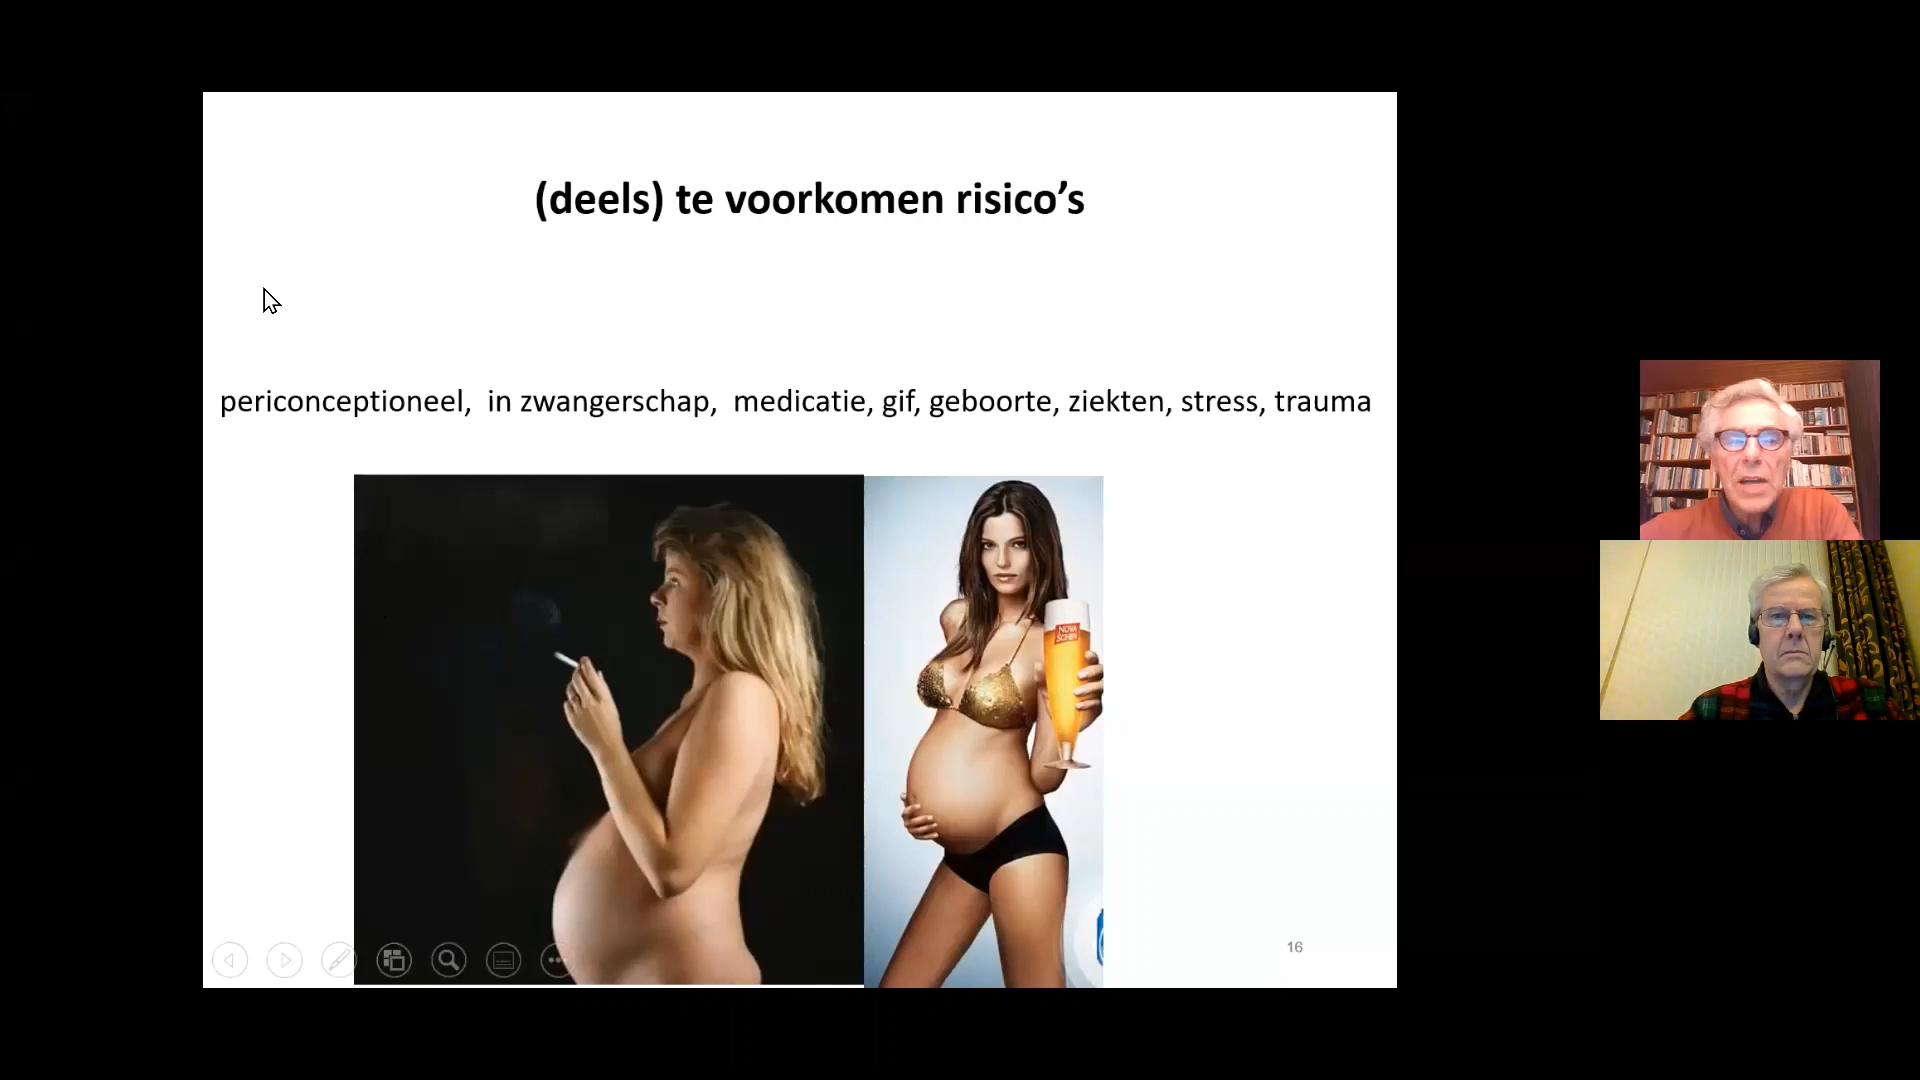 (deels) te voorkomen risico’s
periconceptioneel, in zwangerschap, medicatie, gif, geboorte, ziekten, stress, trauma
NOVA
SCHIN
16